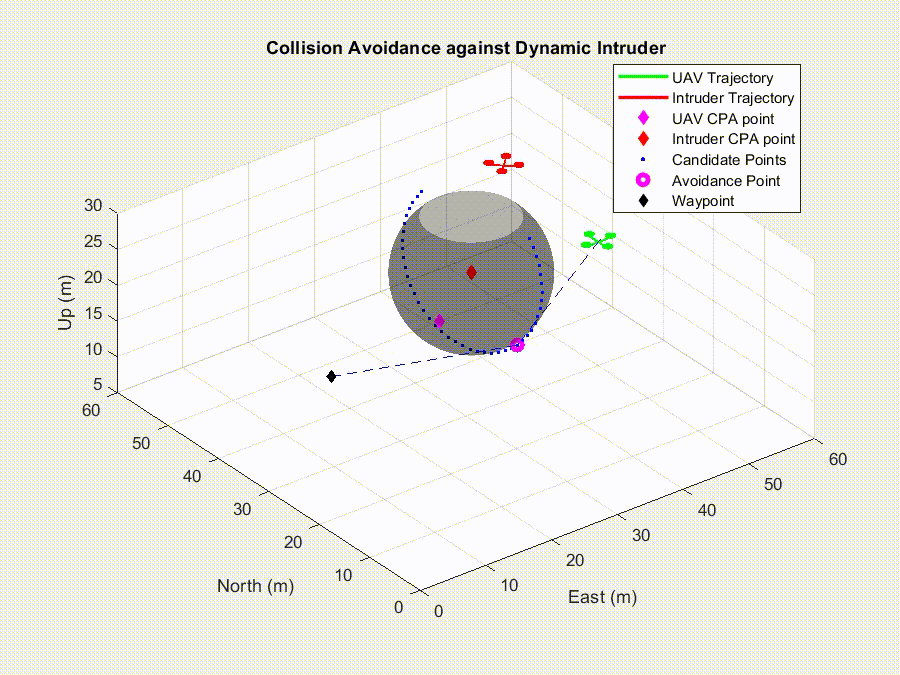 Collision Avoidance against Dynamic Intruder
UAV Trajectory
Intruder Trajectory
UAV CPA point
Intruder CPA point
Candidate Points
Avoidance Point
Waypoint
Up (m)
30
25
20
15
10
5
60
50
40
30
20
10
0
North (m)
0
10
20
30
40
50
60
East (m)